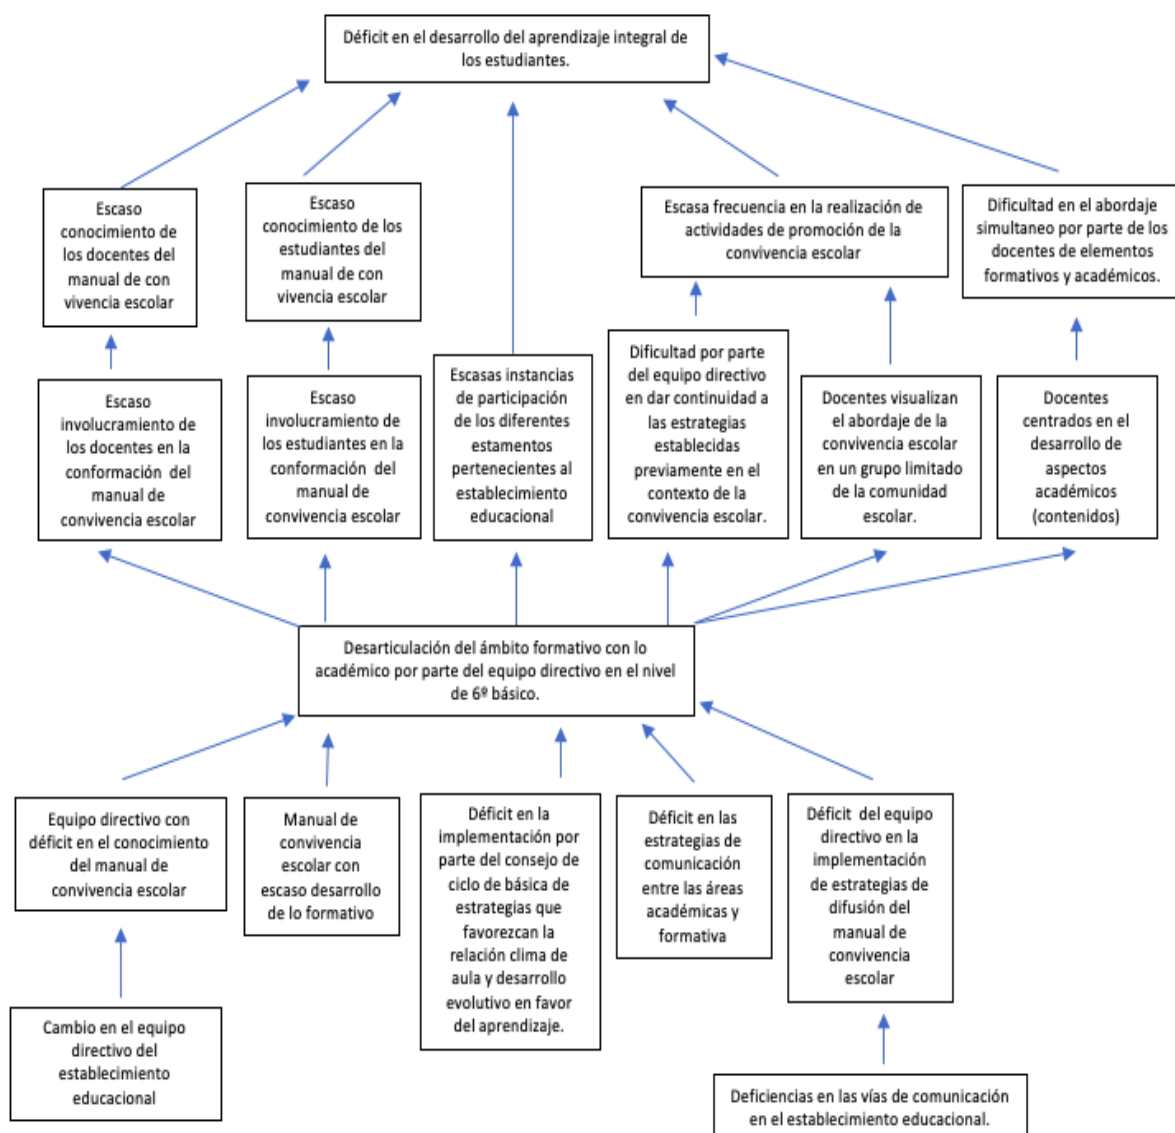 Déficit en el desarrollo del aprendizaje integral de
los estudiantes.
Escaso
conocimiento de
los docentes del
manual de con
vivencia escolar
Escaso
conocimiento de los
estudiantes del
manual de con
vivencia escolar
Escasa frecuencia en la realización de
actividades de promoción de la
convivencia escolar
Dificultad en el abordaje
simultaneo por parte de los
docentes de elementos
formativos y académicos.
Escaso
involucramiento de
los docentes en la
conformación del
manual de
convivencia escolar
Escaso
involucramiento de
los estudiantes en la
conformación del
manual de
convivencia escolar
Escasas instancias
de participación
de los diferentes
estamentos
pertenecientes al
establecimiento
educacional
Dificultad por parte
del equipo directivo
en dar continuidad a
las estrategias
establecidas
previamente en el
contexto de la
convivencia escolar.
Docentes visualizan
el abordaje de la
convivencia escolar
en un grupo limitado
de la comunidad
escolar.
Docentes
centrados en el
desarrollo de
aspectos
académicos
(contenidos)
Desarticulación del ámbito formativo con lo
académico por parte del equipo directivo en el nivel
de 6º básico.
Equipo directivo con
déficit en el conocimiento
del manual de
convivencia escolar
Manual de
convivencia
escolar con
escaso desarrollo
de lo formativo
Déficit en la
implementación por
parte del consejo de
ciclo de básica de
estrategias que
favorezcan la
relación clima de
aula y desarrollo
evolutivo en favor
del aprendizaje.
Déficit en las
estrategias de
comunicación
entre las áreas
académicas y
formativa
Déficit del equipo
directivo en la
implementación
de estrategias de
difusión del
manual de
convivencia
escolar
Cambio en el equipo
directivo del
establecimiento
educacional
Deficiencias en las vías de comunicación
en el establecimiento educacional.